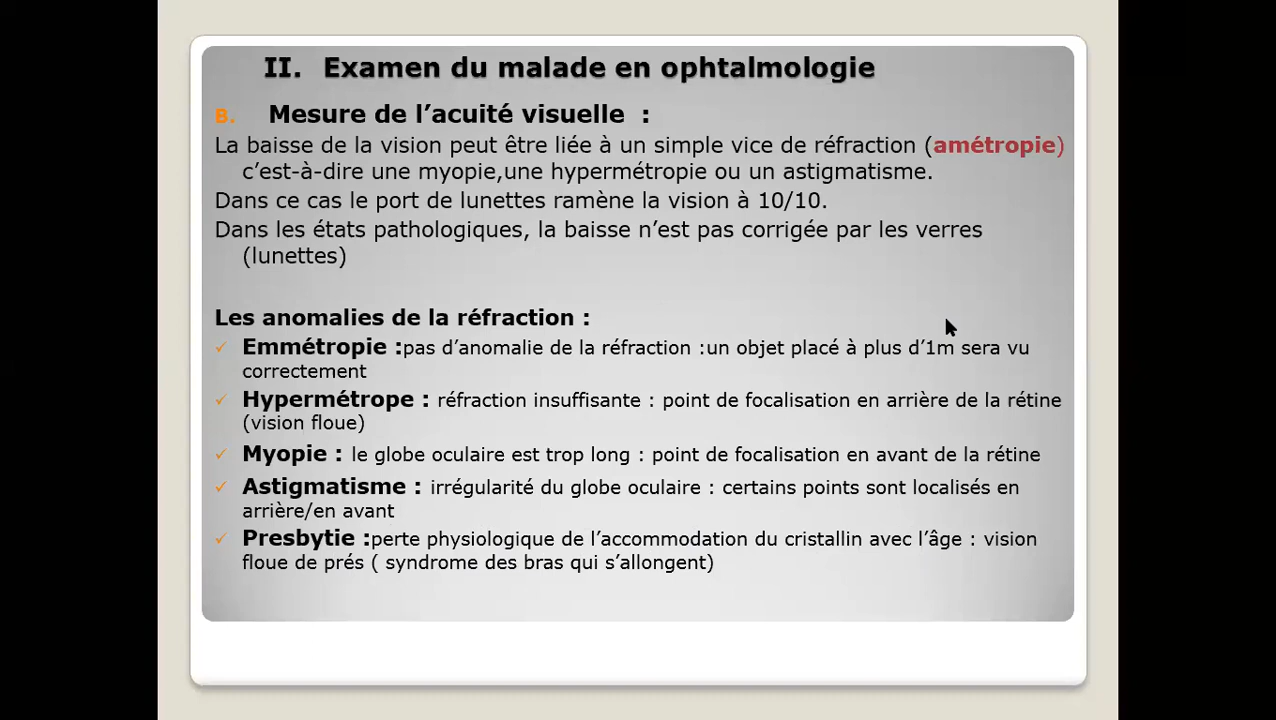 II. Examen du malade en ophtalmologie
B. Mesure de l’acuité visuelle :
La baisse de la vision peut être liée à un simple vice de réfraction (amétropie)
c’est-à-dire une myopie,une hypermétropie ou un astigmatisme.
Dans ce cas le port de lunettes ramène la vision à 10/10.
Dans les états pathologiques, la baisse n’est pas corrigée par les verres
(lunettes)
Les anomalies de la réfraction :
✓ Emmétropie :pas d’anomalie de la réfraction :un objet placé à plus d’1m sera vu
correctement
✓ Hypermétrope : réfraction insuffisante : point de focalisation en arrière de la rétine
(vision floue)
✓ Myopie : le globe oculaire est trop long : point de focalisation en avant de la rétine
✓ Astigmatisme : irrégularité du globe oculaire : certains points sont localisés en
arrière/en avant
✓ Presbytie :perte physiologique de l’accommodation du cristallin avec l’âge : vision
floue de prés ( syndrome des bras qui s’allongent)